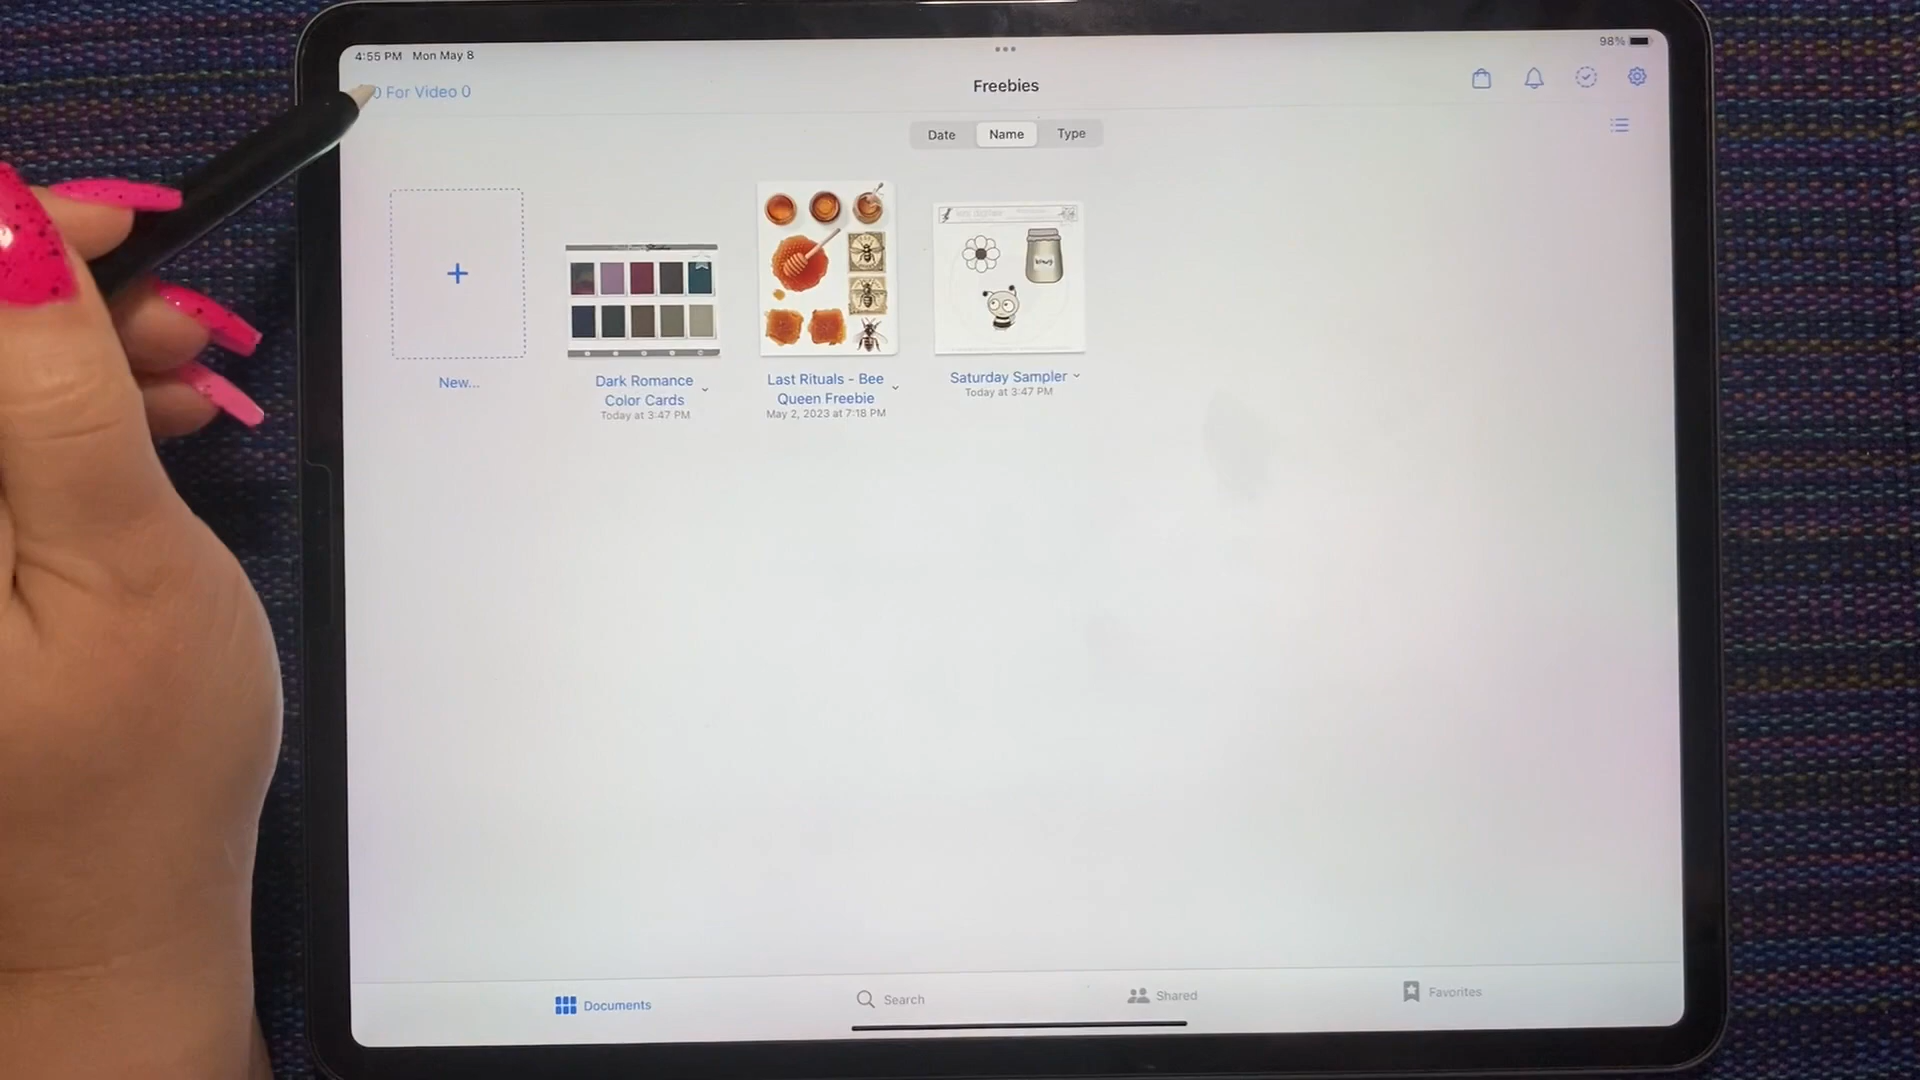 4:55 PM Mon May 8
98%
0 For Video 0
Freebies
Date Name Type
New...
Dark Romance
Color Cards
Today at 3:47 PM
Last Rituals - Bee
Queen Freebie
May 2, 2023 at 7:18 PM
Saturday Sampler
Today at 3:47 PM
Documents
Search
Shared
Favorites